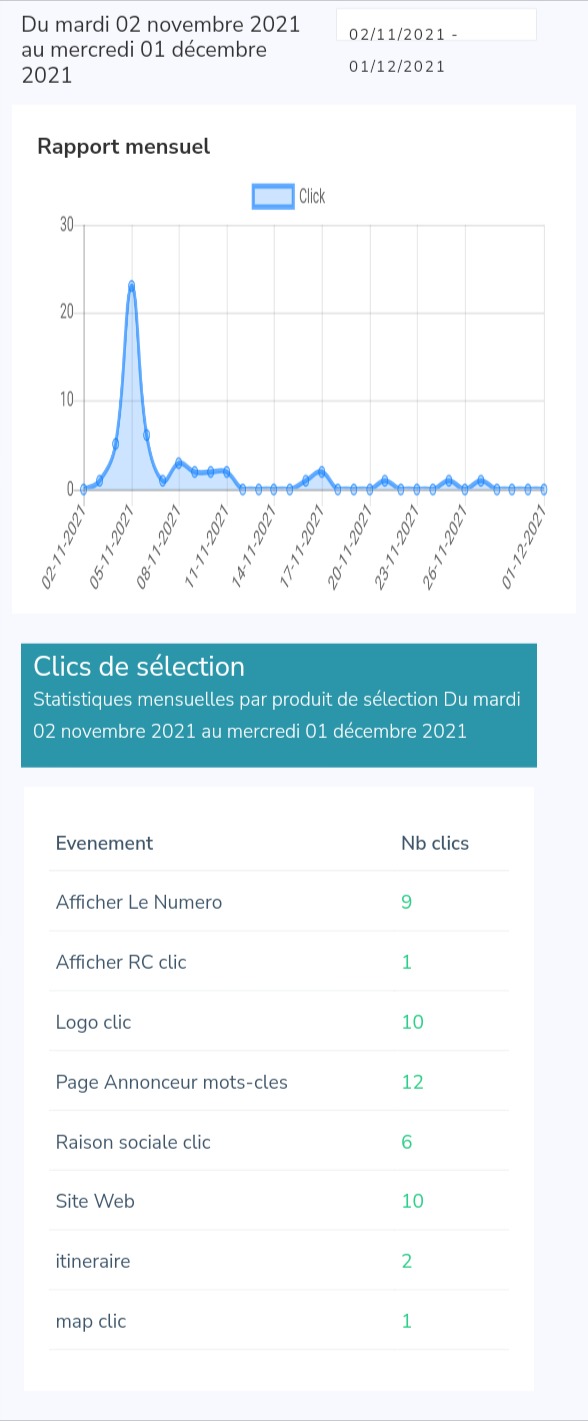 Du mardi 02 novembre 2021
au mercredi 01 décembre
2021
02/11/2021 -
01/12/2021
Rapport mensuel
Click
30
20
10
0
02-11-2021
05-11-2021
08-11-2021
11-11-2021
14-11-2021
17-11-2021
20-11-2021
23-11-2021
26-11-2021
01-12-2021
Clics de sélection
Statistiques mensuelles par produit de sélection Du mardi
02 novembre 2021 au mercredi 01 décembre 2021
Evenement Nb clics
Afficher Le Numero 9
Afficher RC clic 1
Logo clic 10
Page Annonceur mots-cles 12
Raison sociale clic 6
Site Web 10
itineraire 2
map clic 1